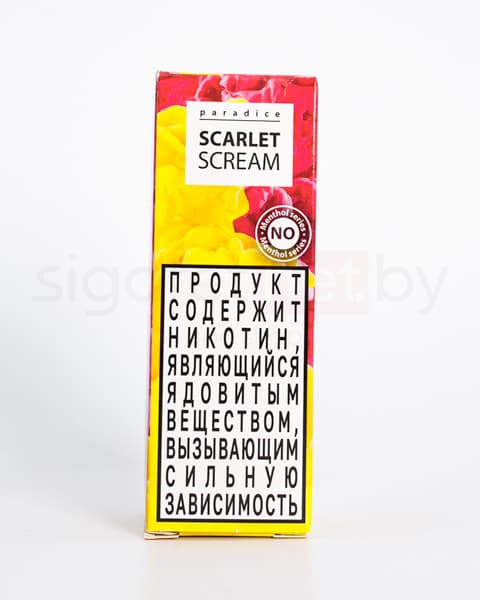 paradice
SCARLET
SCREAM
Menthol series
NO
Menthol series
ПРОДУКТ
СОДЕРЖИТ
НИКОТИН,
ЯВЛЯЮЩИЙСЯ
ЯДОВИТЫМ
ВЕЩЕСТВОМ,
ВЫЗЫВАЮЩИМ
СИЛЬНУЮ
ЗАВИСИМОСТЬ